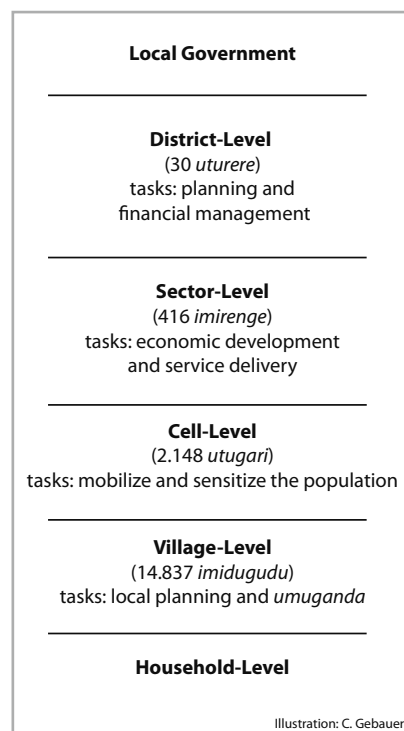 Local Government
District-Level
(30 uturere)
tasks: planning and
financial management
Sector-Level
(416 imirenge)
tasks: economic development
and service delivery
Cell-Level
(2.148 utugari)
tasks: mobilize and sensitize the population
Village-Level
(14.837 imidugudu)
tasks: local planning and umuganda
Household-Level
Illustration: C. Gebauer